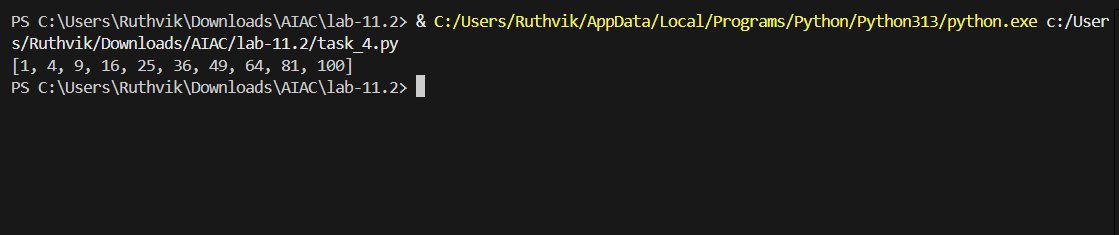 PS C:\Users\Ruthvik\Downloads\AIAC\lab-11.2> & C:/Users/Ruthvik/AppData/Local/Programs/Python/Python313/python.exe c:/User
s/Ruthvik/Downloads/AIAC/lab-11.2/task_4.py
[1, 4, 9, 16, 25, 36, 49, 64, 81, 100]
PS C:\Users\Ruthvik\Downloads\AIAC\lab-11.2>